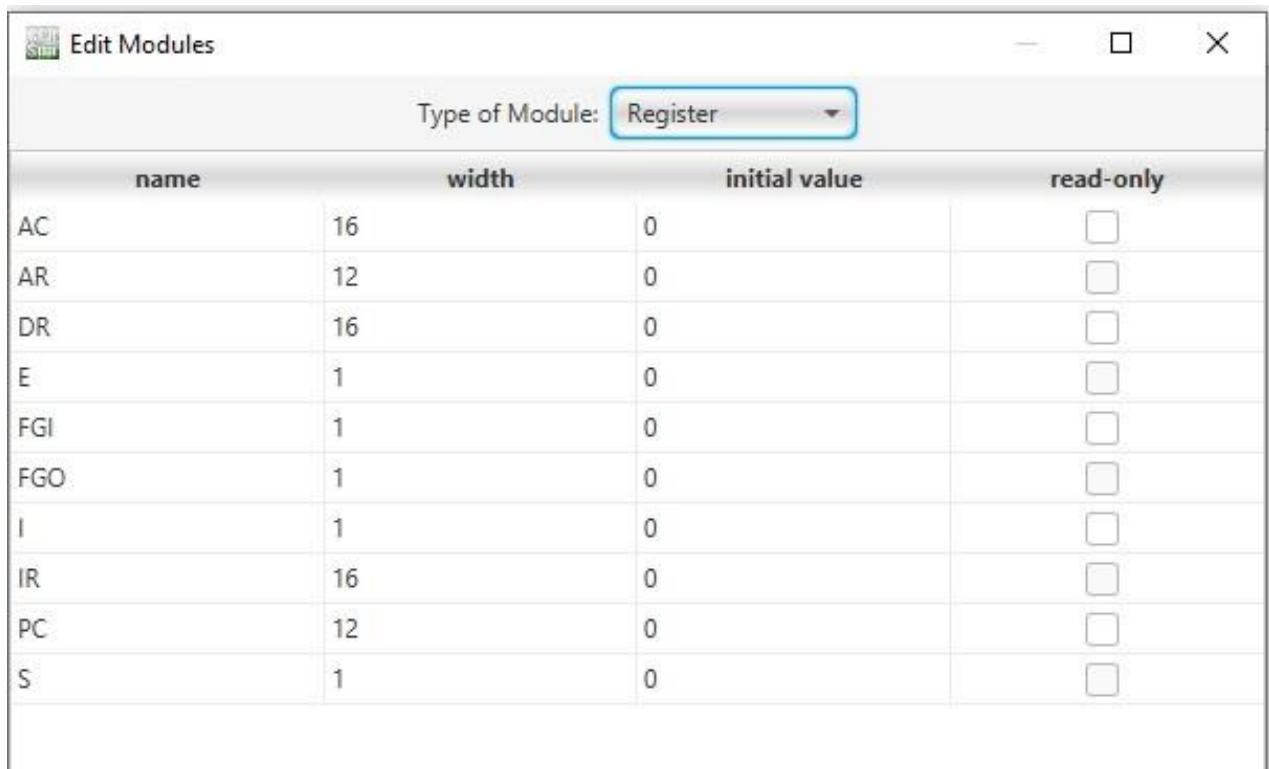 Edit Modules
Type of Module: Register
name width initial value read-only
AC 16 0
AR 12 0
DR 16 0
E 1 0
FGI 1 0
FGO 1 0
I 1 0
IR 16 0
PC 12 0
S 1 0